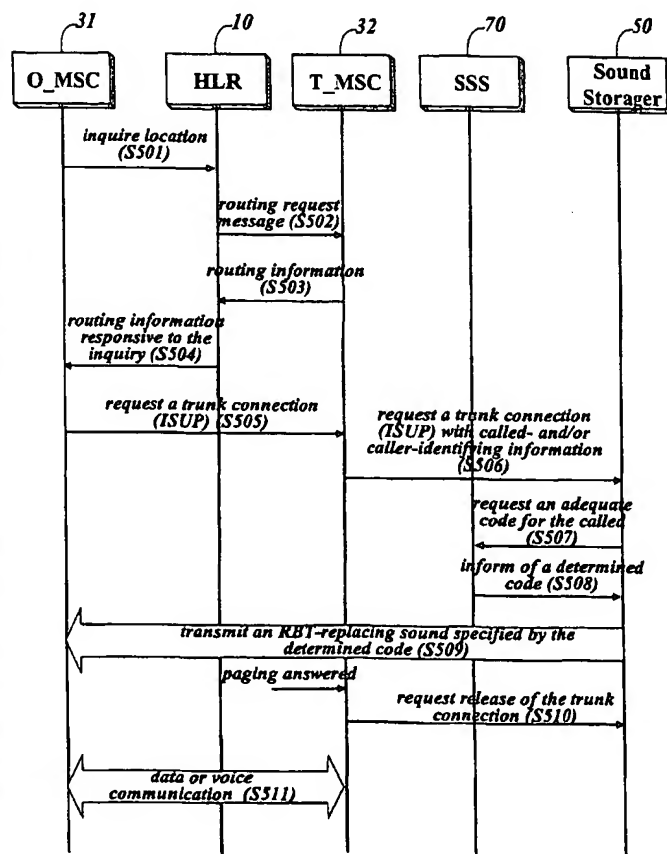 31
10
32
70
50
O_MSC
HLR
T_MSC
SSS
Sound
Storager
inquire location
(S501)
routing request
message (S502)
routing information
(S503)
routing information
responsive to the
inquiry (S504)
request a trunk connection
(ISUP) (S505)
request a trunk connection
(ISUP) with called- and/or
caller-identifying information
(S506)
request an adequate
code for the called
(S507)
inform of a determined
code (S508)
transmit an RBT-replacing sound specified by the
determined code (S509)
paging answered
request release of the trunk
connection (S510)
data or voice
communication (S511)